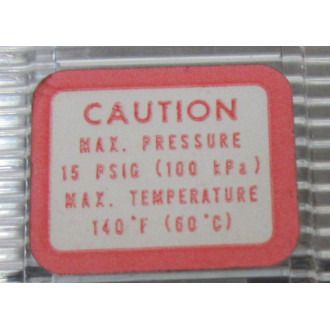 CAUTION
MAX. PRESSURE
15 PSIG (100 kPa)
MAX. TEMPERATURE
140°F (60°C)